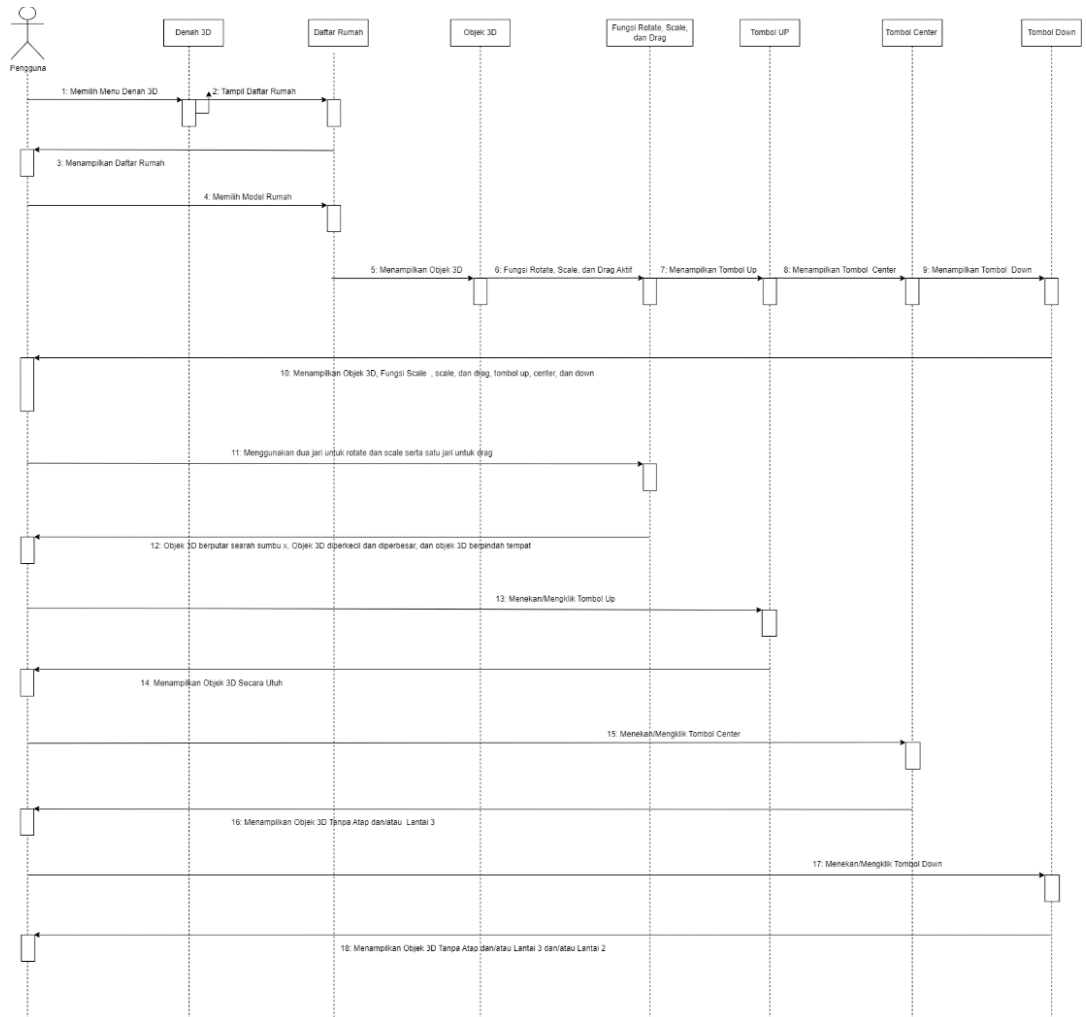 Denah 3D
Daftar Rumah
Objek 3D
Fungsi Rotate, Scale,
dan Drag
Tombol UP
Tombol Center
Tombol Down
Pengguna
1: Memilih Menu Denah 3D
2: Tampil Daftar Rumah
3: Menampilkan Daftar Rumah
4: Memilih Model Rumah
5: Menampilkan Objek 3D
6: Fungsi Rotate, Scale, dan Drag Aktif
7: Menampilkan Tombol Up
8: Menampilkan Tombol Center
9: Menampilkan Tombol Down
10: Menampilkan Objek 3D, Fungsi Scale , scale, dan drag, tombol up, center, dan down
11: Menggunakan dua jari untuk rotate dan scale serta satu jari untuk drag
12: Objek 3D berputar searah sumbu x, Objek 3D diperkecil dan diperbesar, dan objek 3D berpindah tempat
13: Menekan/Mengklik Tombol Up
14: Menampilkan Objek 3D Secara Utuh
15: Menekan/Mengklik Tombol Center
16: Menampilkan Objek 3D Tanpa Atap dan/atau Lantai 3
17: Menekan/Mengklik Tombol Down
18: Menampilkan Objek 3D Tanpa Atap dan/atau Lantai 3 dan/atau Lantai 2